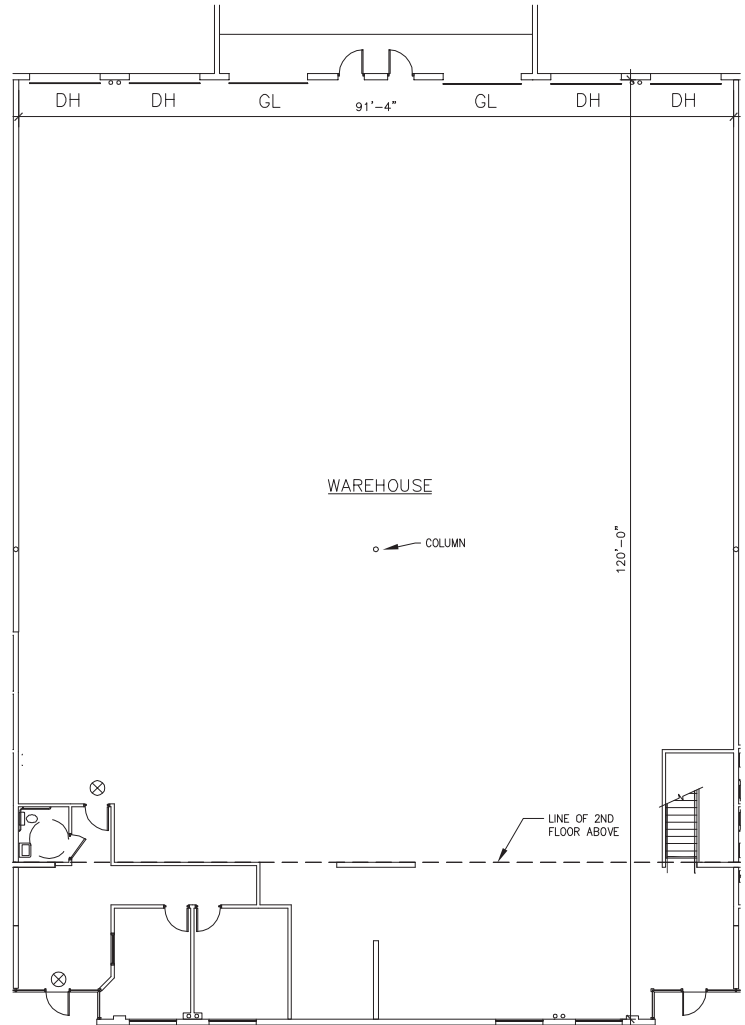 DH DH GL GL DH DH
91'-4"
WAREHOUSE
COLUMN
120'-0"
LINE OF 2ND
FLOOR ABOVE